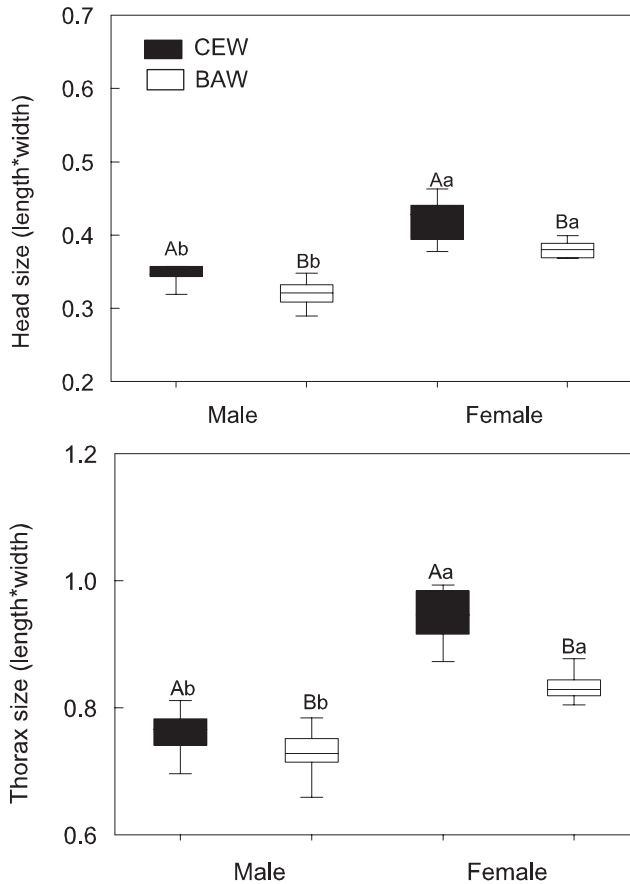 0.7
CEW
BAW
0.6
0.5
Aa
0.4
Ba
Ab
Bb
0.3
0.2
Head size (length*width)
Male Female
1.2
1.0
Aa
Ba
Ab
Bb
0.8
0.6
Thorax size (length*width)
Male Female